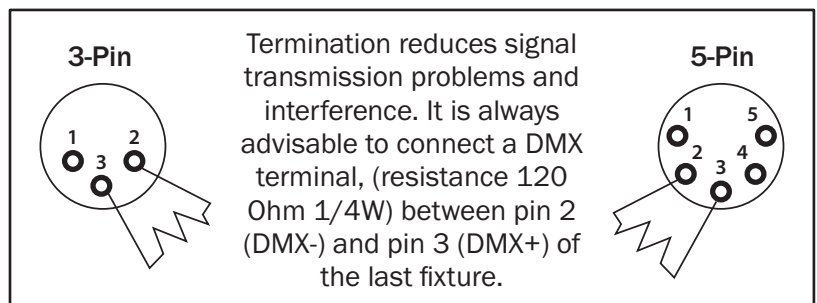 3-Pin
1
2
3
Termination reduces signal
transmission problems and
interference. It is always
advisable to connect a DMX
terminal, (resistance 120
Ohm 1/4W) between pin 2
(DMX-) and pin 3 (DMX+) of
the last fixture.
5-Pin
1
5
2
4
3